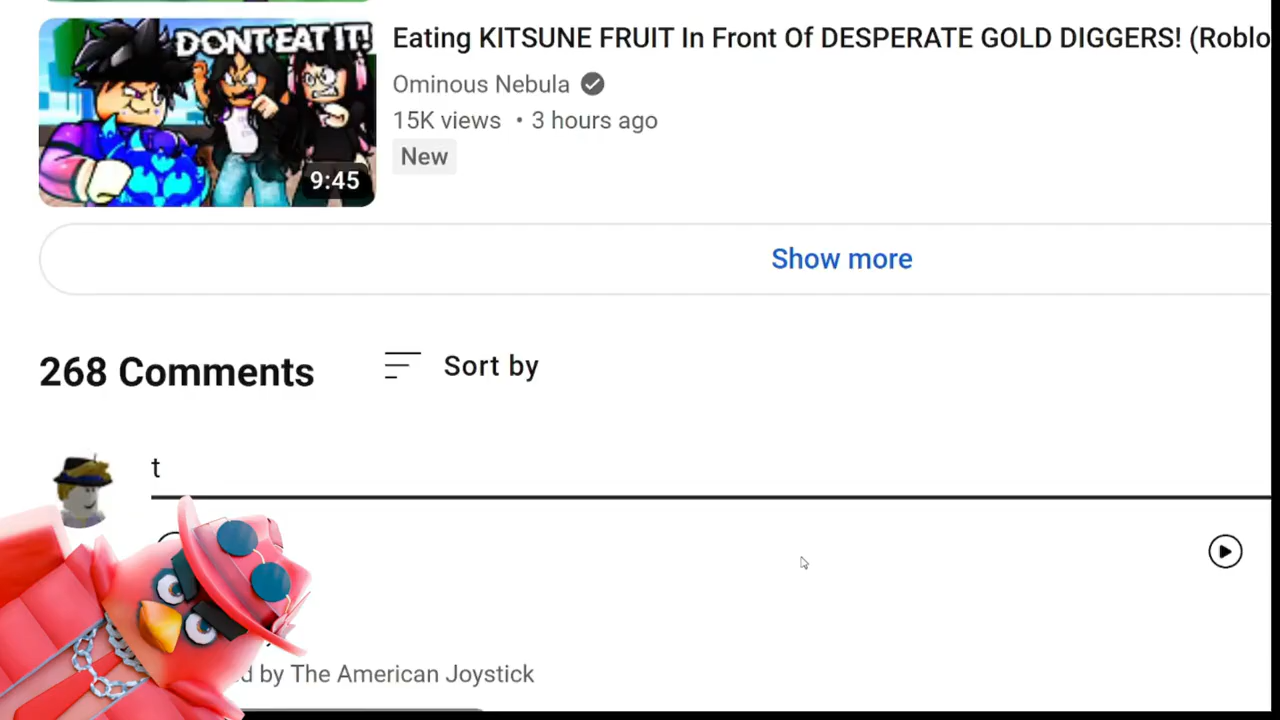 DONT EAT IT!
9:45
Eating KITSUNE FRUIT In Front Of DESPERATE GOLD DIGGERS! (Roblo
Ominous Nebula
15K views • 3 hours ago
New
Show more
268 Comments
Sort by
t
d by The American Joystick